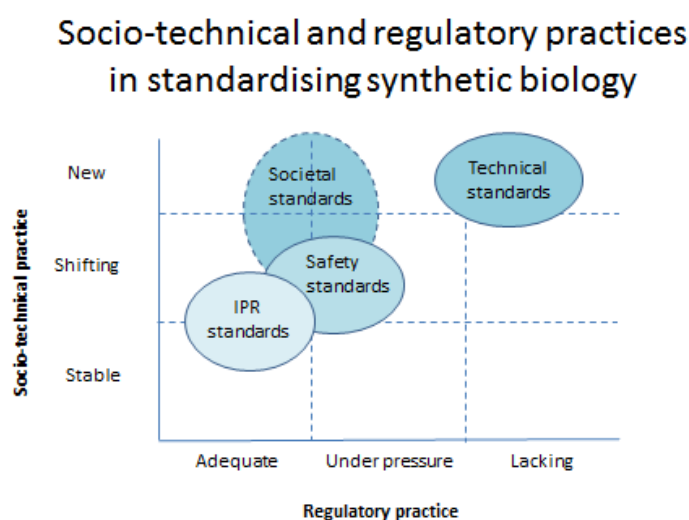 Socio-technical and regulatory practices
in standardising synthetic biology
New
Societal
standards
Technical
standards
Shifting
Safety
standards
IPR
standards
Stable
Socio-technical practice
Adequate
Under pressure
Lacking
Regulatory practice